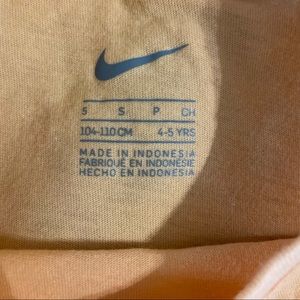 S S P CH
104-110CM 4-5 YRS
MADE IN INDONESIA
FABRIQUÉ EN INDONÉSIE
HECHO EN INDONESIA